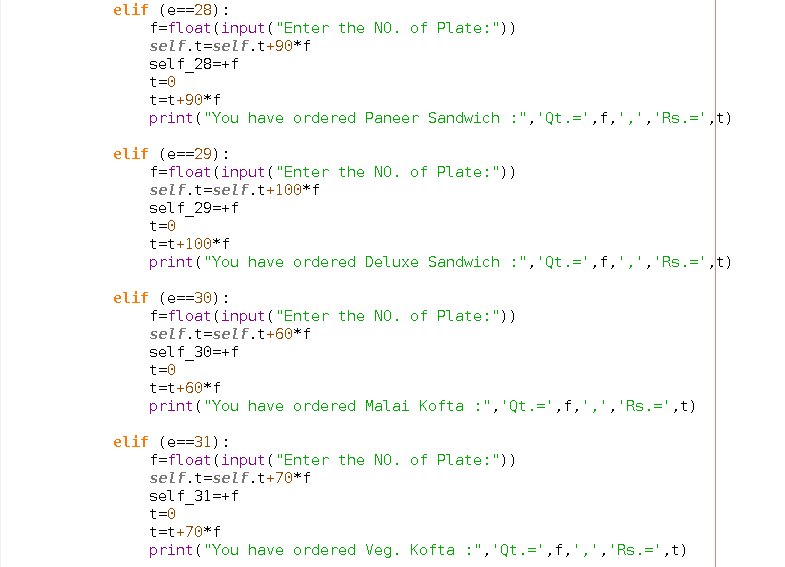 elif (e==28):
f=float(input("Enter the NO. of Plate:"))
self.t=self.t+90*f
self_28=+f
t=0
t=t+90*f
print("You have ordered Paneer Sandwich :",'Qt.=',f,',','Rs.=',t)
elif (e==29):
f=float(input("Enter the NO. of Plate:"))
self.t=self.t+100*f
self_29=+f
t=0
t=t+100*f
print("You have ordered Deluxe Sandwich :",'Qt.=',f,',','Rs.=',t)
elif (e==30):
f=float(input("Enter the NO. of Plate:"))
self.t=self.t+60*f
self_30=+f
t=0
t=t+60*f
print("You have ordered Malai Kofta :",'Qt.=',f,',','Rs.=',t)
elif (e==31):
f=float(input("Enter the NO. of Plate:"))
self.t=self.t+70*f
self_31=+f
t=0
t=t+70*f
print("You have ordered Veg. Kofta :",'Qt.=',f,',','Rs.=',t)